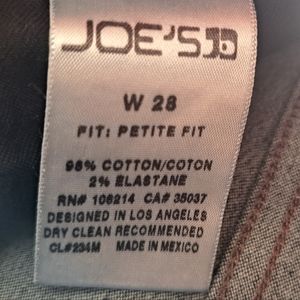 JOE'S
W 28
FIT: PETITE FIT
98% COTTON/COTON
2% ELASTANE
RN# 106214 CA# 35037
DESIGNED IN LOS ANGELES
DRY CLEAN RECOMMENDED
CL#234M MADE IN MEXICO